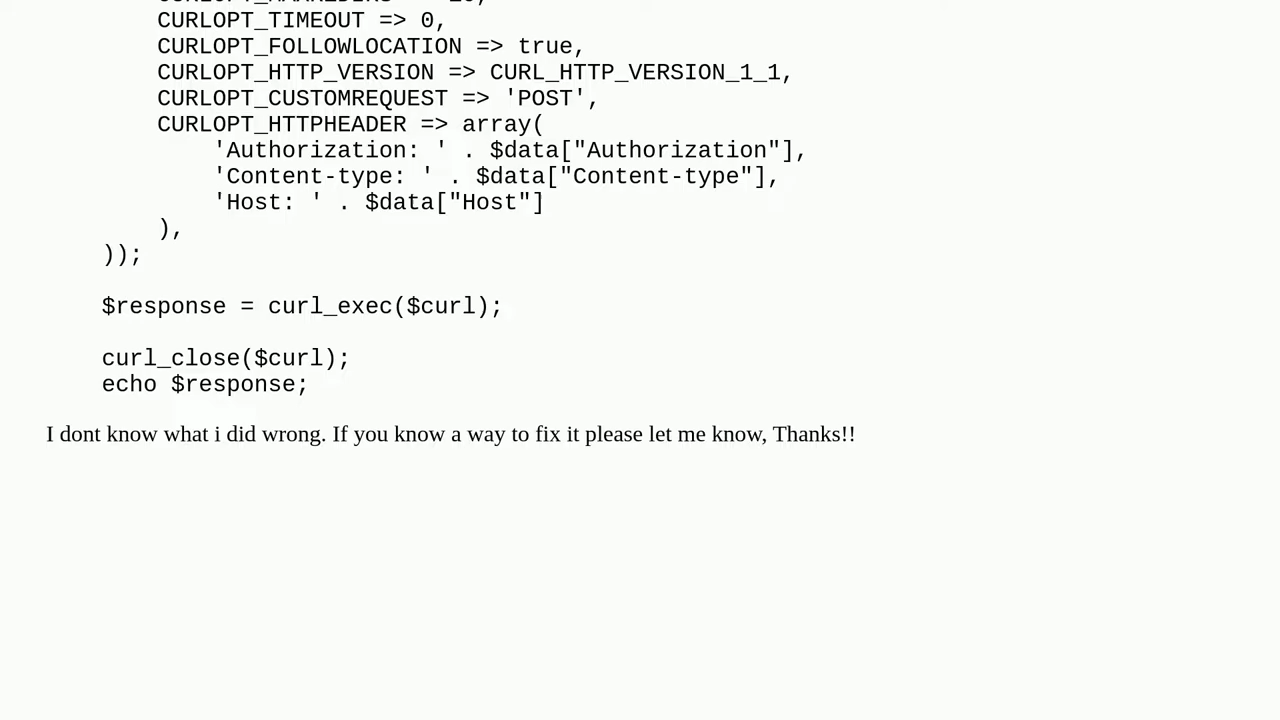 CURLOPT_TIMEOUT => 0,
CURLOPT_FOLLOWLOCATION => true,
CURLOPT_HTTP_VERSION => CURL_HTTP_VERSION_1_1,
CURLOPT_CUSTOMREQUEST => 'POST',
CURLOPT_HTTPHEADER => array(
'Authorization: ' . $data["Authorization"],
'Content-type: ' . $data["Content-type"],
'Host: ' . $data["Host"]
),
));
$response = curl_exec($curl);
curl_close($curl);
echo $response;
I dont know what i did wrong. If you know a way to fix it please let me know, Thanks!!